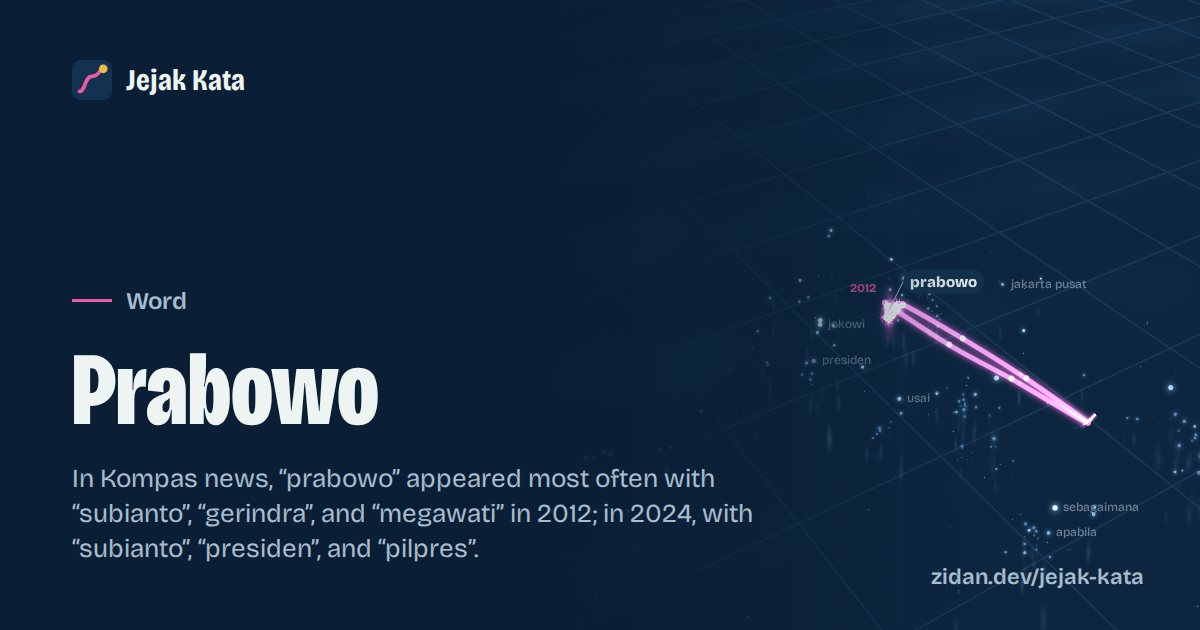 Jejak Kata
Word
Prabowo
In Kompas news, “prabowo” appeared most often with
“subianto”, “gerindra”, and “megawati” in 2012; in 2024, with
“subianto”, “presiden”, and “pilpres”.
2012
prabowo
jakarta pusat
jokowi
presiden
usai
sebagaimana
apabila
zidan.dev/jejak-kata